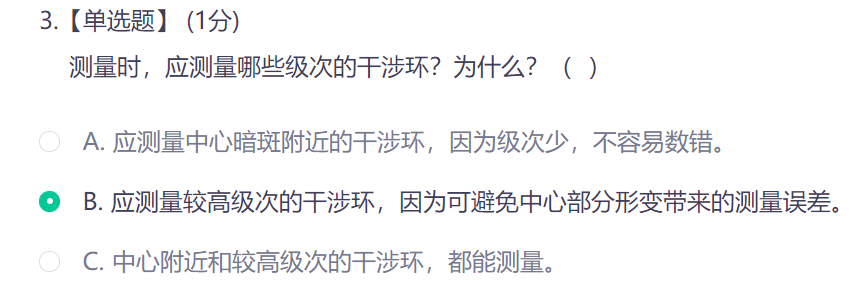 3.【单选题】 (1分)
测量时，应测量哪些级次的干涉环？为什么？（ ）
A. 应测量中心暗斑附近的干涉环，因为级次少，不容易数错。
B. 应测量较高级次的干涉环，因为可避免中心部分形变带来的测量误差。
C. 中心附近和较高级次的干涉环，都能测量。